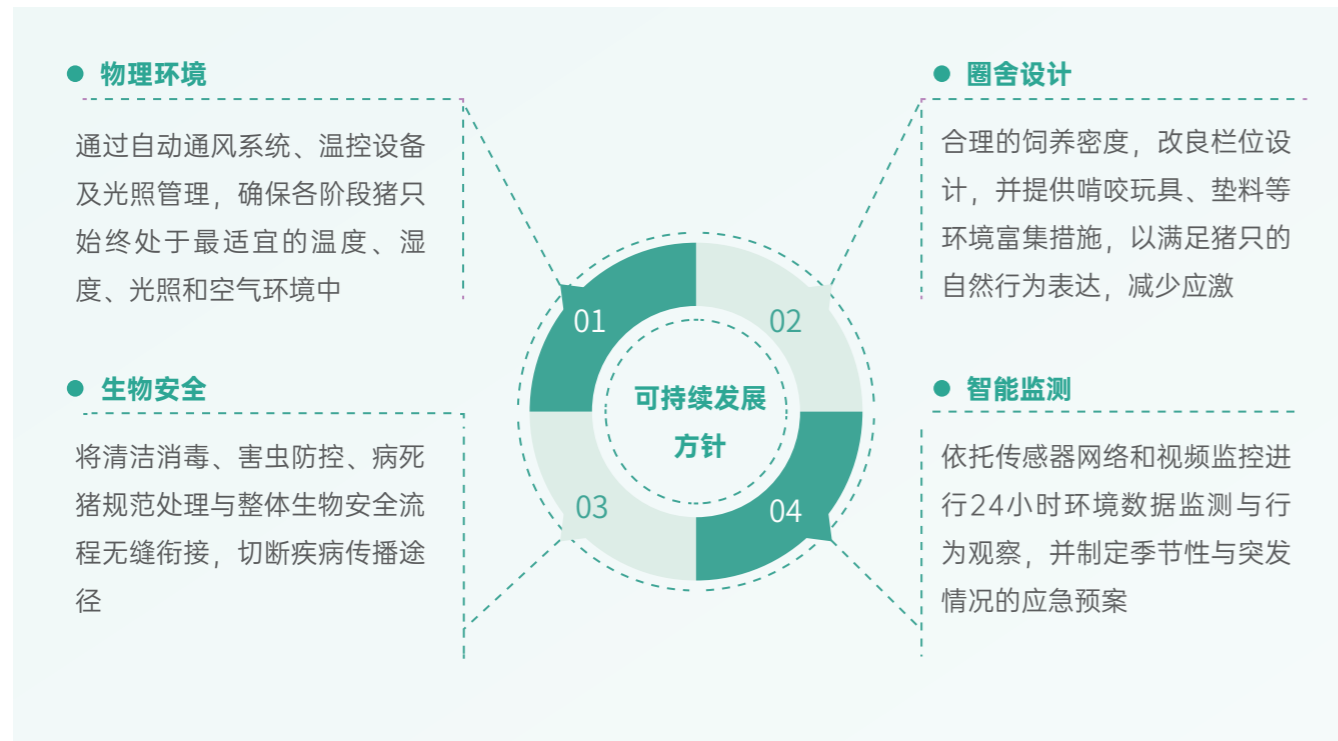 物理环境
通过自动通风系统、温控设备
及光照管理，确保各阶段猪只
始终处于最适宜的温度、湿
度、光照和空气环境中
圈舍设计
合理的饲养密度，改良栏位设
计，并提供啃咬玩具、垫料等
环境富集措施，以满足猪只的
自然行为表达，减少应激
01
02
可持续发展
方针
03
04
生物安全
将清洁消毒、害虫防控、病死
猪规范处理与整体生物安全流
程无缝衔接，切断疾病传播途
径
智能监测
依托传感器网络和视频监控进
行24小时环境数据监测与行
为观察，并制定季节性与突发
情况的应急预案